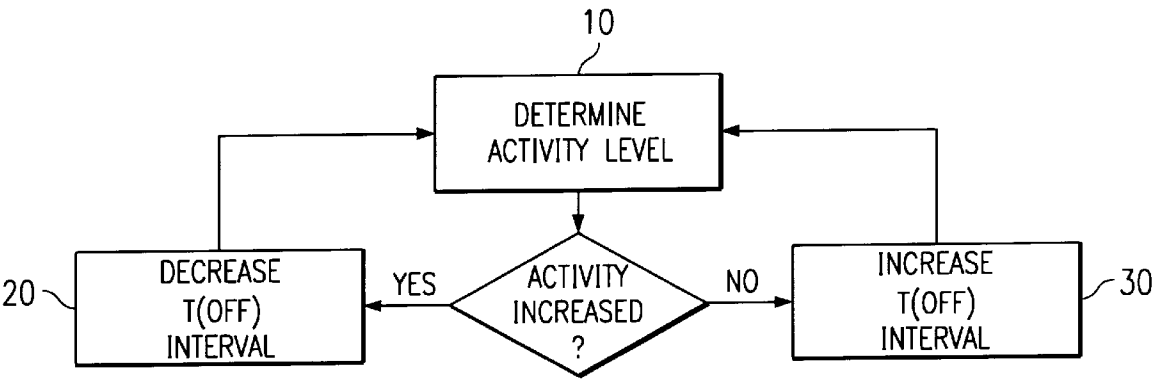 10
DETERMINE
ACTIVITY LEVEL
20
DECREASE
T(OFF)
INTERVAL
YES
ACTIVITY
INCREASED
?
NO
INCREASE
T(OFF)
INTERVAL
30